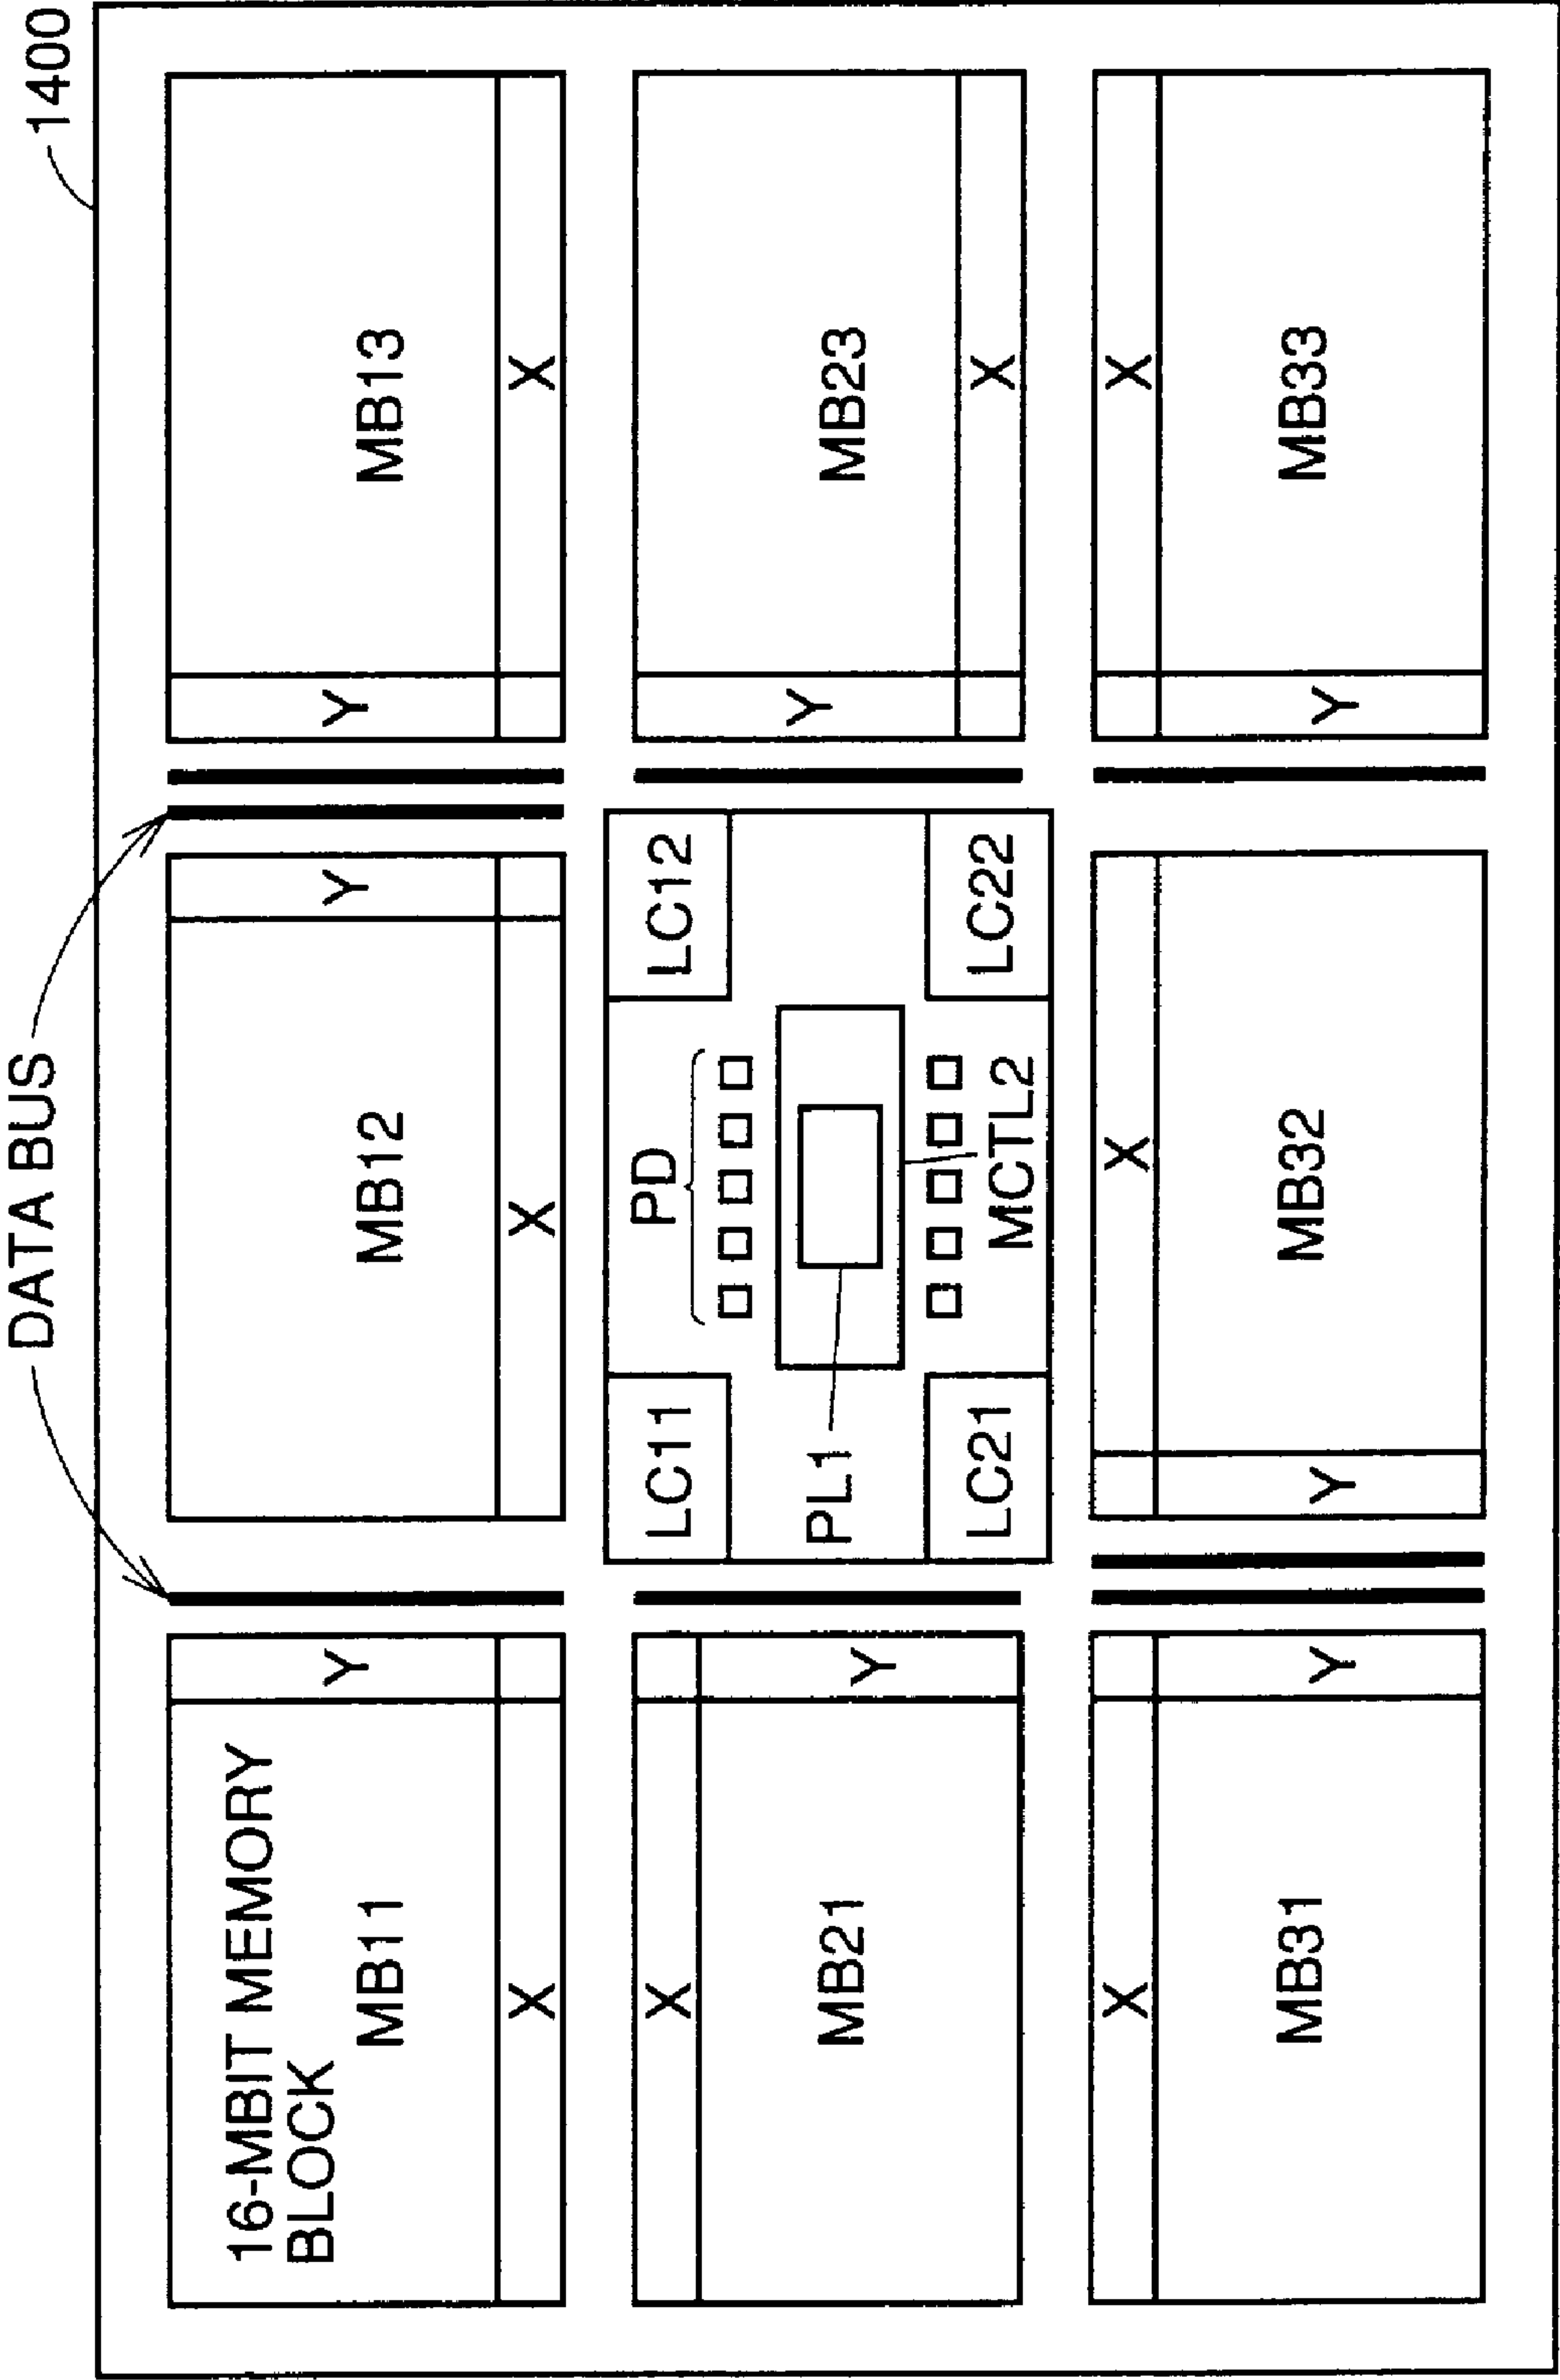 1400
DATA BUS
16-MBIT MEMORY
BLOCK
MB11
Y
X
MB12
Y
X
MB13
Y
X
X
MB21
Y
LC11
PD
LC12
PL1
LC21
MCTL2
LC22
MB23
Y
X
X
MB31
Y
X
MB32
Y
X
MB33
Y